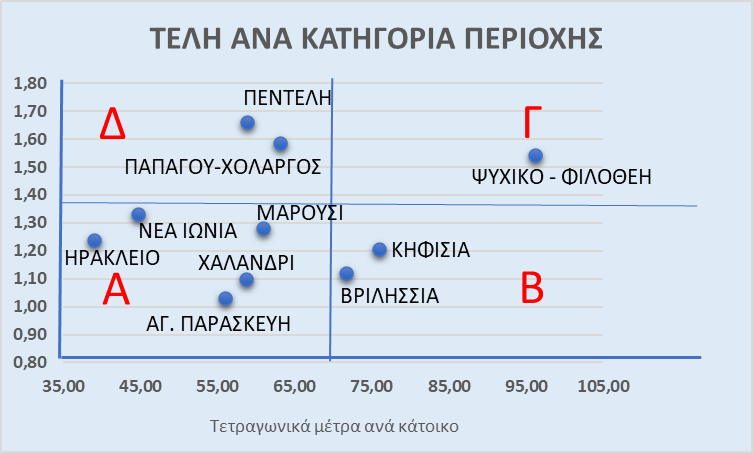 ΤΕΛΗ ΑΝΑ ΚΑΤΗΓΟΡΙΑ ΠΕΡΙΟΧΗΣ
1,80
ΠΕΝΤΕΛΗ
1,70
Δ
Γ
1,60
ΠΑΠΑΓΟΥ-ΧΟΛΑΡΓΟΣ
1,50
ΨΥΧΙΚΟ - ΦΙΛΟΘΕΗ
1,40
ΜΑΡΟΥΣΙ
1,30
ΝΕΑ ΙΩΝΙΑ
ΚΗΦΙΣΙΑ
1,20
ΗΡΑΚΛΕΙΟ
ΧΑΛΑΝΔΡΙ
1,10
Α
Β
ΒΡΙΛΗΣΣΙΑ
1,00
ΑΓ. ΠΑΡΑΣΚΕΥΗ
0,90
0,80
35,00 45,00 55,00 65,00 75,00 85,00 95,00 105,00
Τετραγωνικά μέτρα ανά κάτοικο